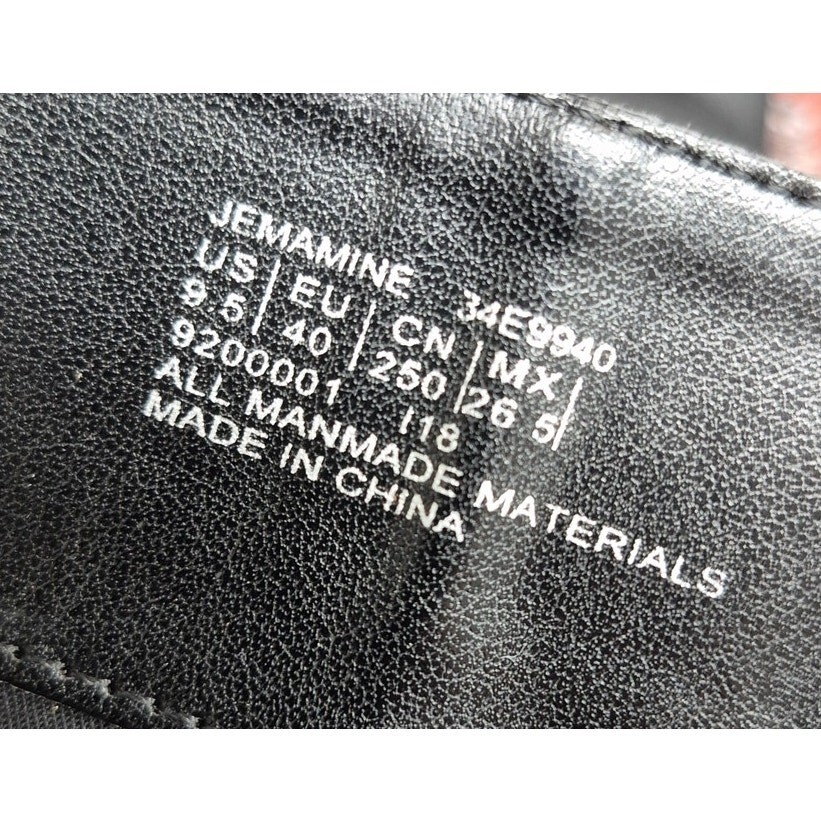 JEMAMINE 34E9940
US| EU | CN | MX |
9.5| 40 | 250 |26 5|
9200001 I18
ALL MANMADE MATERIALS
MADE IN CHINA